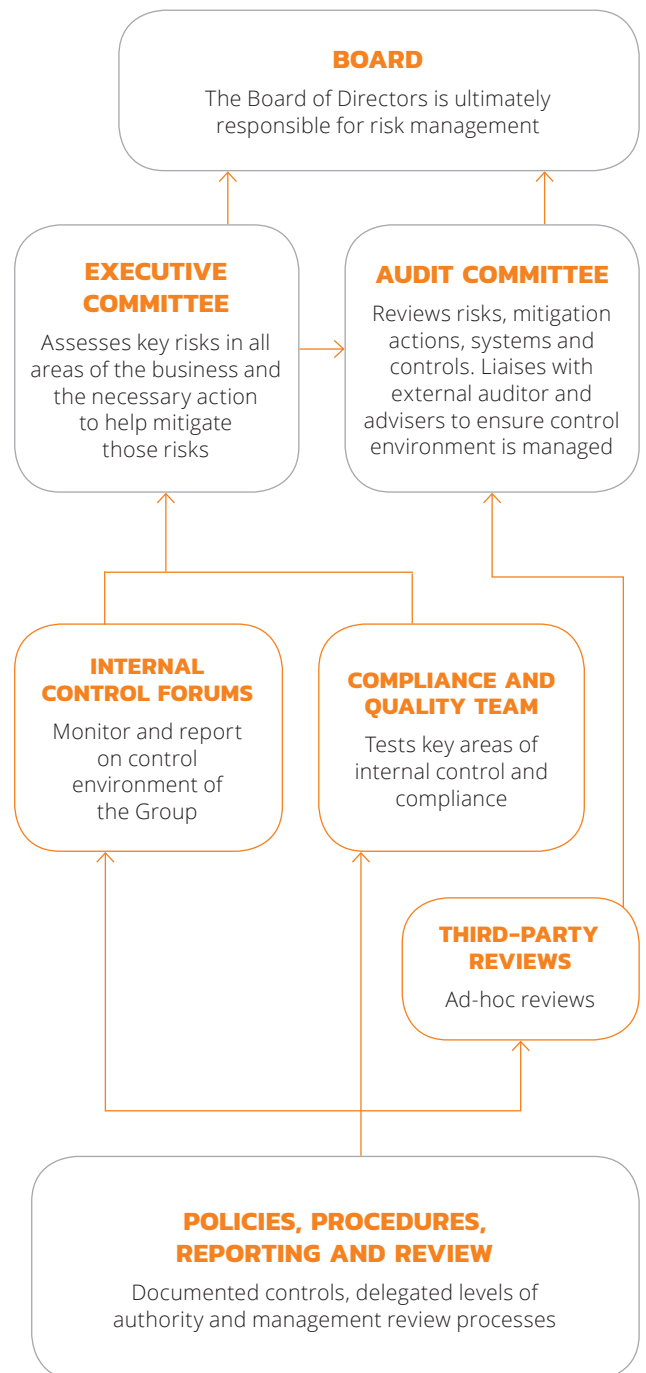 BOARD
The Board of Directors is ultimately
responsible for risk management
EXECUTIVE
COMMITTEE
Assesses key risks in all
areas of the business and
the necessary action
to help mitigate
those risks
AUDIT COMMITTEE
Reviews risks, mitigation
actions, systems and
controls. Liaises with
external auditor and
advisers to ensure control
environment is managed
INTERNAL
CONTROL FORUMS
Monitor and report
on control
environment of
the Group
COMPLIANCE AND
QUALITY TEAM
Tests key areas of
internal control and
compliance
THIRD-PARTY
REVIEWS
Ad-hoc reviews
POLICIES, PROCEDURES,
REPORTING AND REVIEW
Documented controls, delegated levels of
authority and management review processes